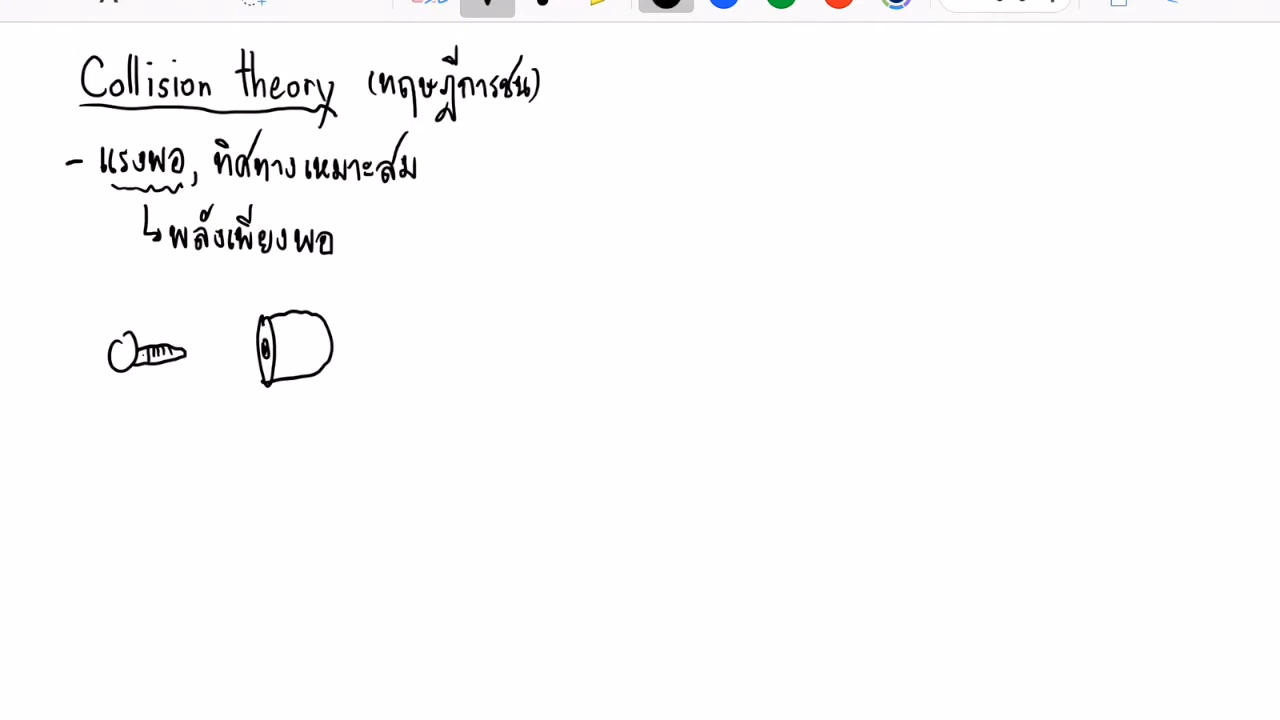 Collision theory (ทฤษฎีการชน)
- แรงพอ, ทิศทางเหมาะสม
↳ พลังเพียงพอ